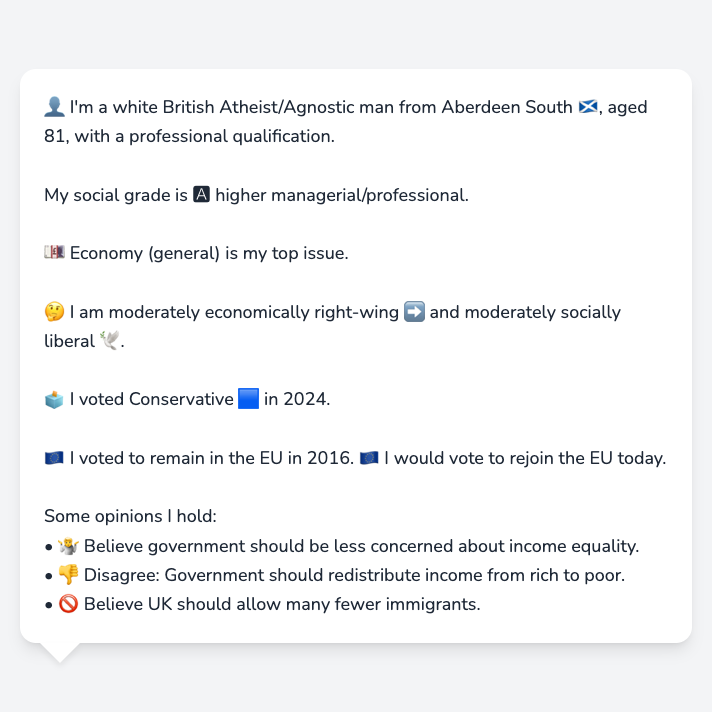 👤 I'm a white British Atheist/Agnostic man from Aberdeen South 🏴󠁧󠁢󠁳󠁣󠁴󠁿, aged
81, with a professional qualification.
My social grade is 🅰 higher managerial/professional.
💷 Economy (general) is my top issue.
🤔 I am moderately economically right-wing ➡️ and moderately socially
liberal 🕊️.
🗳️ I voted Conservative 🟦 in 2024.
🇪🇺 I voted to remain in the EU in 2016. 🇪🇺 I would vote to rejoin the EU today.
Some opinions I hold:
• 🤷 Believe government should be less concerned about income equality.
• 👎 Disagree: Government should redistribute income from rich to poor.
• 🚫 Believe UK should allow many fewer immigrants.